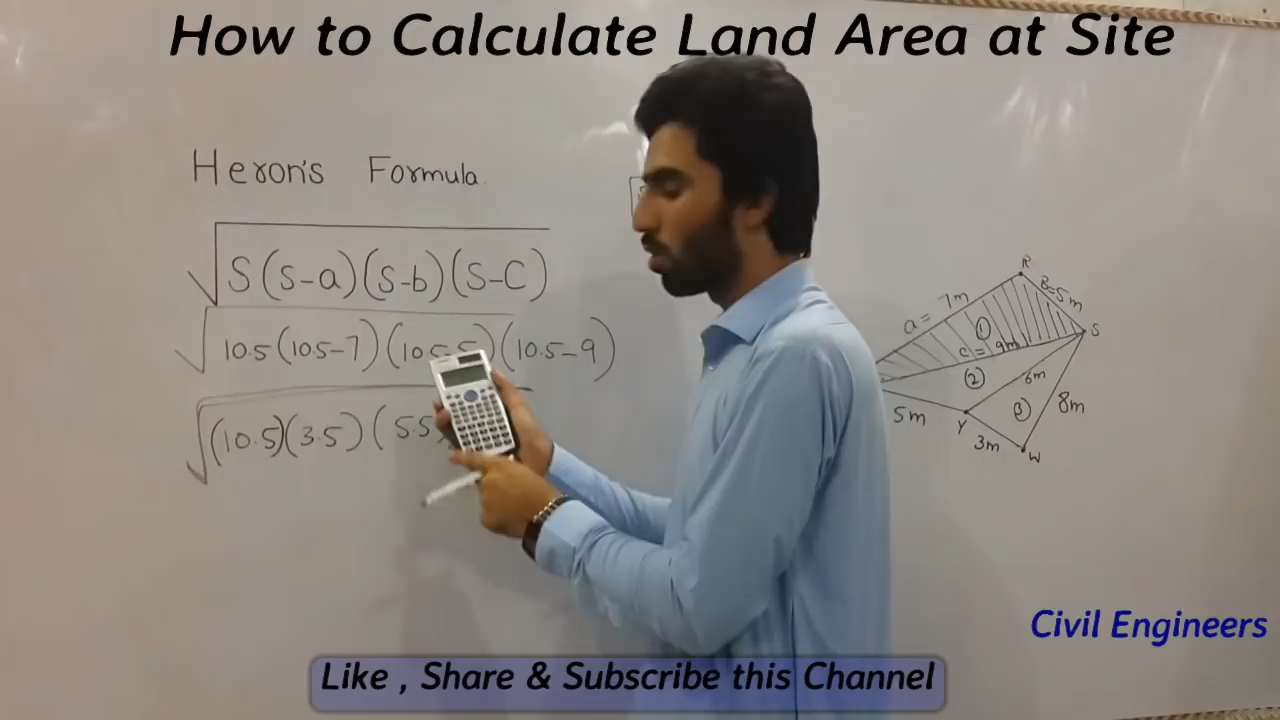 How to Calculate Land Area at Site
Heron's Formula
√S(S-a)(S-b)(S-C)
√10.5(10.5-7)(10.5-5)(10.5-9)
√(10.5)(3.5)(5.5
R
a = 7m
B=5m
①
S
c = 9m
②
6m
③
8m
5m
Y
3m
W
Civil Engineers
Like , Share & Subscribe this Channel